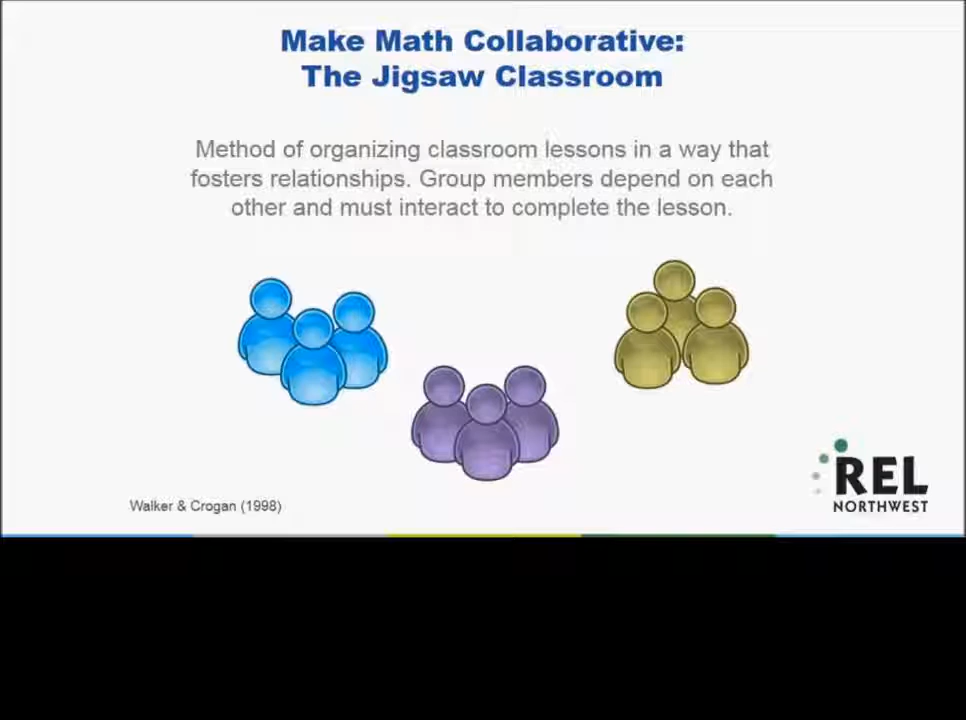 Make Math Collaborative:
The Jigsaw Classroom
Method of organizing classroom lessons in a way that
fosters relationships. Group members depend on each
other and must interact to complete the lesson.
Walker & Crogan (1998)
REL
NORTHWEST